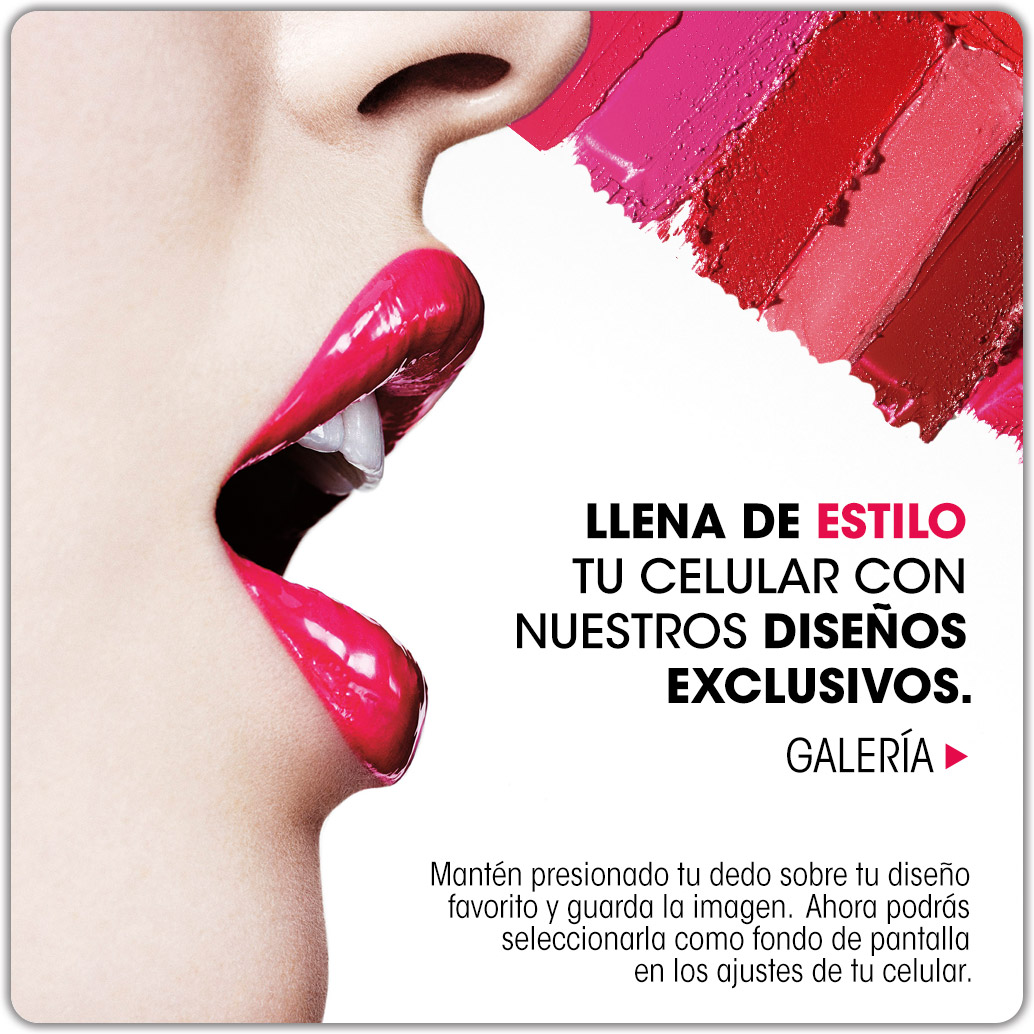 LLENA DE ESTILO
TU CELULAR CON
NUESTROS DISEÑOS
EXCLUSIVOS.
GALERÍA
Mantén presionado tu dedo sobre tu diseño
favorito y guarda la imagen. Ahora podrás
seleccionarla como fondo de pantalla
en los ajustes de tu celular.